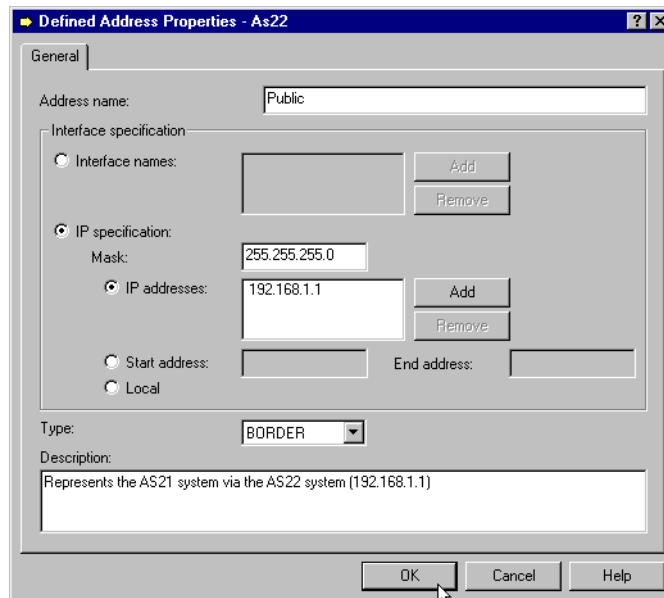 Defined Address Properties - As22
General
Address name: Public
Interface specification
Interface names: Add
Remove
IP specification:
Mask: 255.255.255.0
IP addresses: 192.168.1.1 Add
Remove
Start address: End address:
Local
Type: BORDER
Description:
Represents the AS21 system via the AS22 system (192.168.1.1)
OK Cancel Help